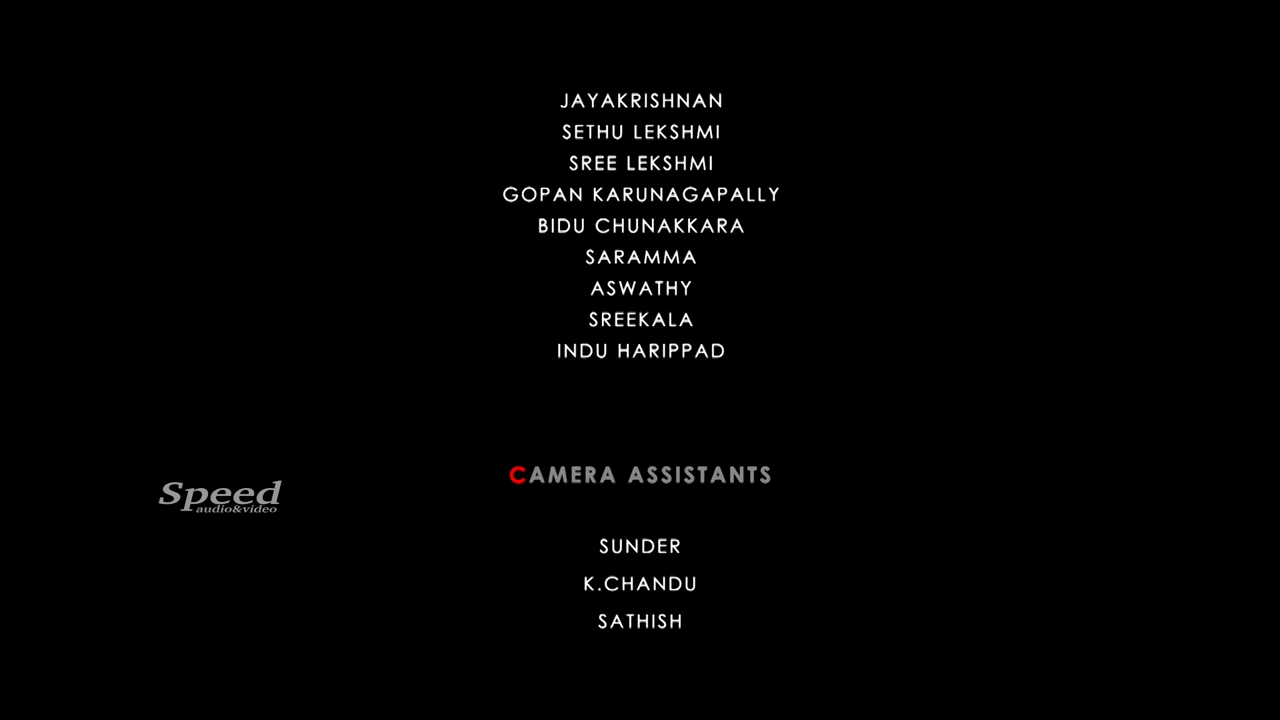 JAYAKRISHNAN
SETHU LEKSHMI
SREE LEKSHMI
GOPAN KARUNAGAPALLY
BIDU CHUNAKKARA
SARAMMA
ASWATHY
SREEKALA
INDU HARIPPAD
CAMERA ASSISTANTS
Speed
audio&video
SUNDER
K.CHANDU
SATHISH